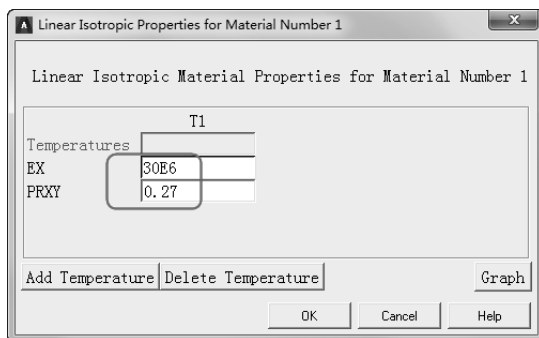 Linear Isotropic Properties for Material Number 1
Linear Isotropic Material Properties for Material Number 1
T1
Temperatures
EX 30E6
PRXY 0.27
Add Temperature Delete Temperature Graph
OK Cancel Help